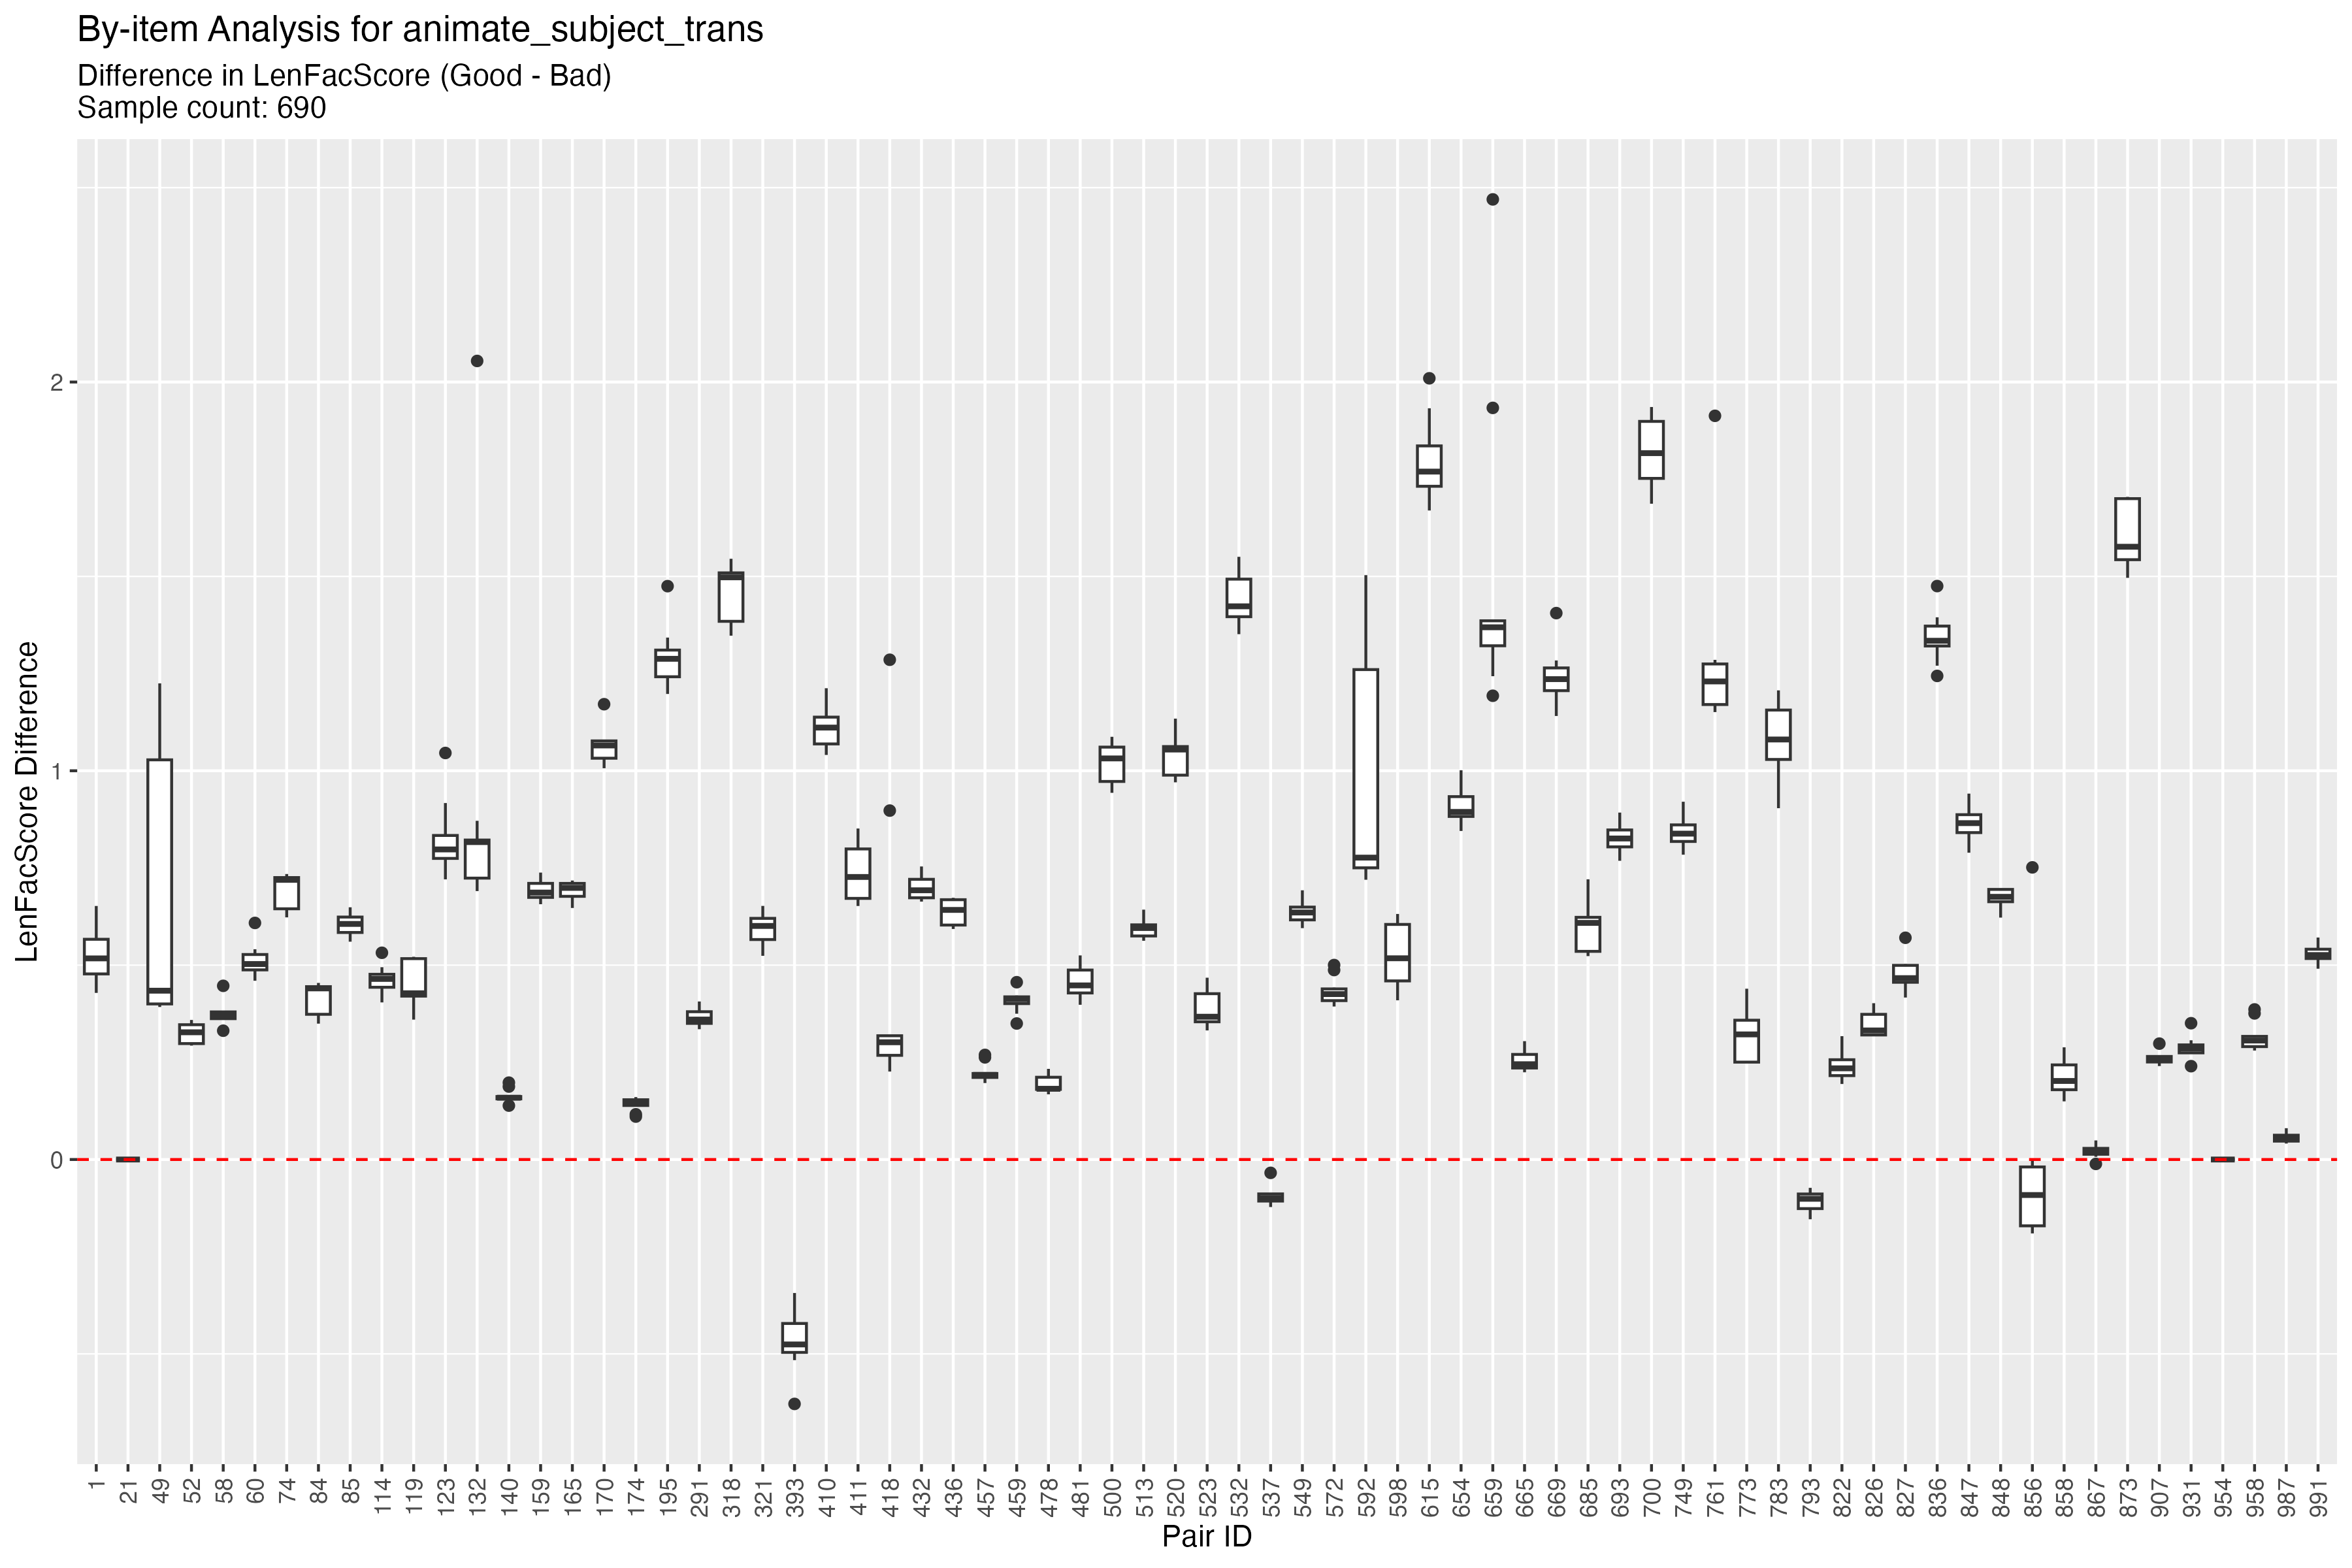 By-item Analysis for animate_subject_trans
Difference in LenFacScore (Good - Bad)
Sample count: 690
LenFacScore Difference
2
1
0
1 21 49 52 58 60 74 84 85 114 119 123 132 140 159 165 170 174 195 291 318 321 393 410 411 418 432 436 457 459 478 481 500 513 520 523 532 537 549 572 592 598 615 654 659 665 669 685 693 700 749 761 773 783 793 822 826 827 836 847 848 856 858 867 873 907 931 954 958 987 991
Pair ID